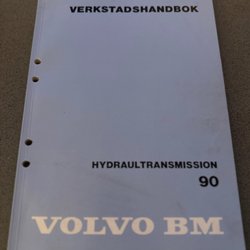 VERKSTADSHANDBOK
HYDRAULTRANSMISSION
90
VOLVO BM